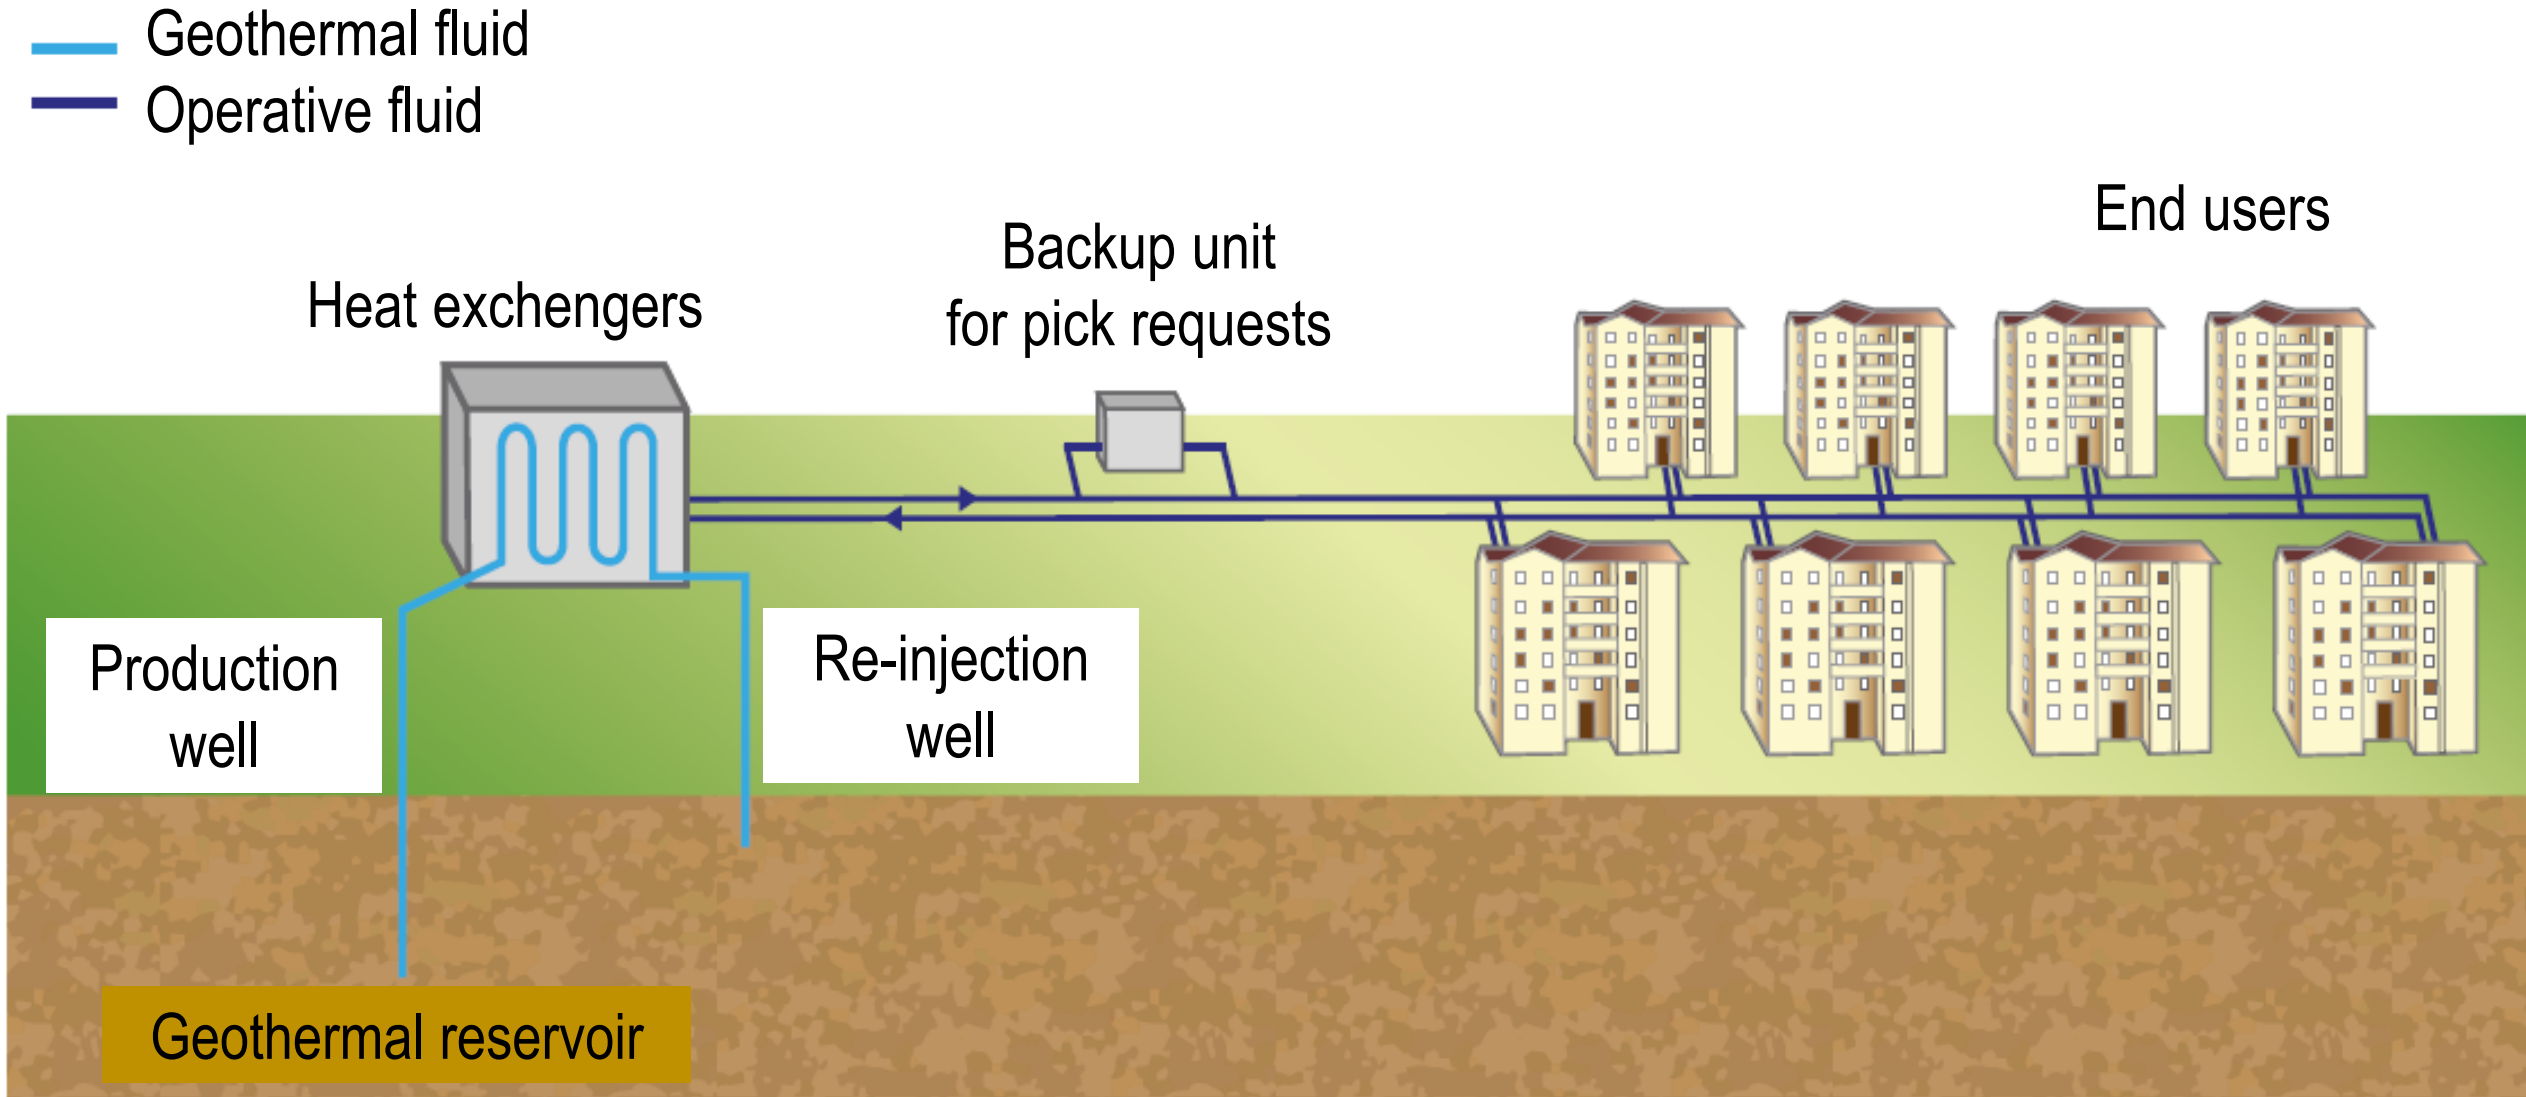 Geothermal fluid
Operative fluid
End users
Backup unit
for pick requests
Heat exchengers
Production
well
Re-injection
well
Geothermal reservoir